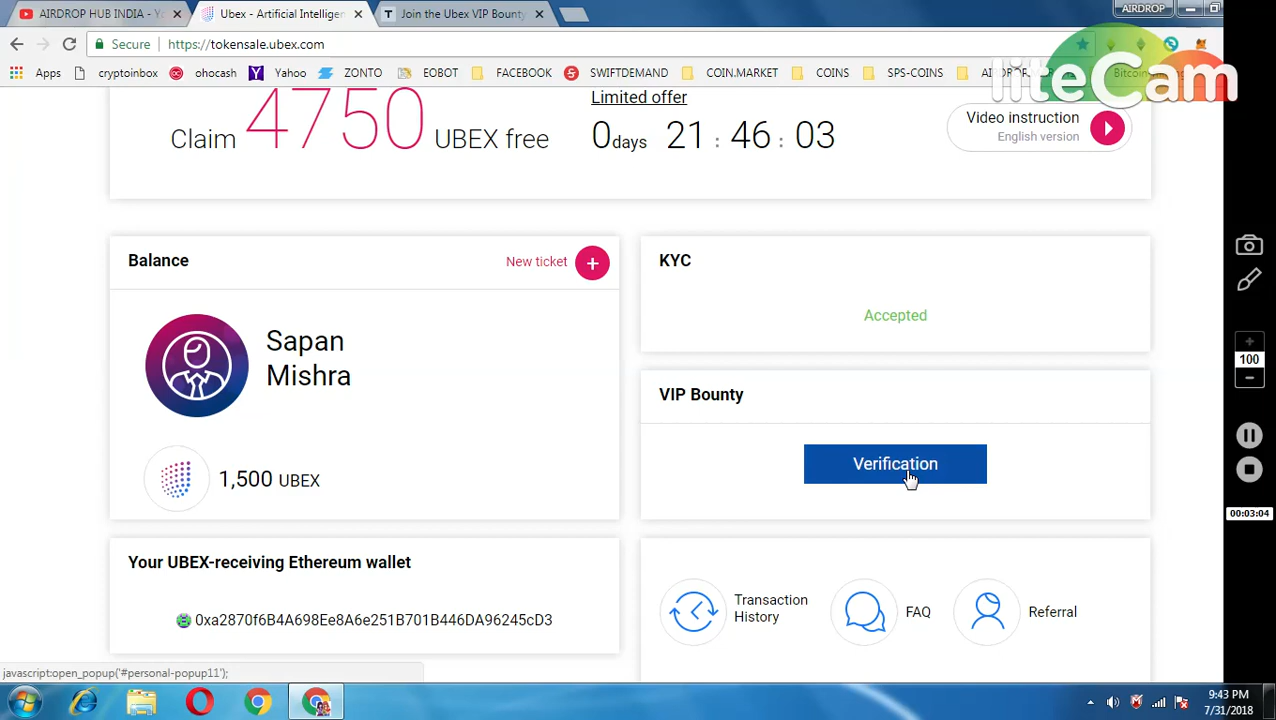 AIRDROP HUB INDIA - Y
Ubex - Artificial Intelligen
Join the Ubex VIP Bounty
AIRDROP
Secure
https://tokensale.ubex.com
Apps
cryptoinbox
ohocash
Yahoo
EOBOT
FACEBOOK
SWIFTDEMAND
COIN.MARKET
COINS
SPS-COINS
liteCam
Claim 4750 UBEX free
Limited offer
0days 21 : 46 : 03
Video instruction
English version
Balance
New ticket +
KYC
Accepted
Sapan
Mishra
VIP Bounty
Verification
1,500 UBEX
Your UBEX-receiving Ethereum wallet
0xa2870f6B4A698Ee8A6e251B701B446DA96245cD3
Transaction
History
FAQ
Referral
javascript:open_popup('#personal-popup11');
100
00:03:04
9:43 PM
7/31/2018